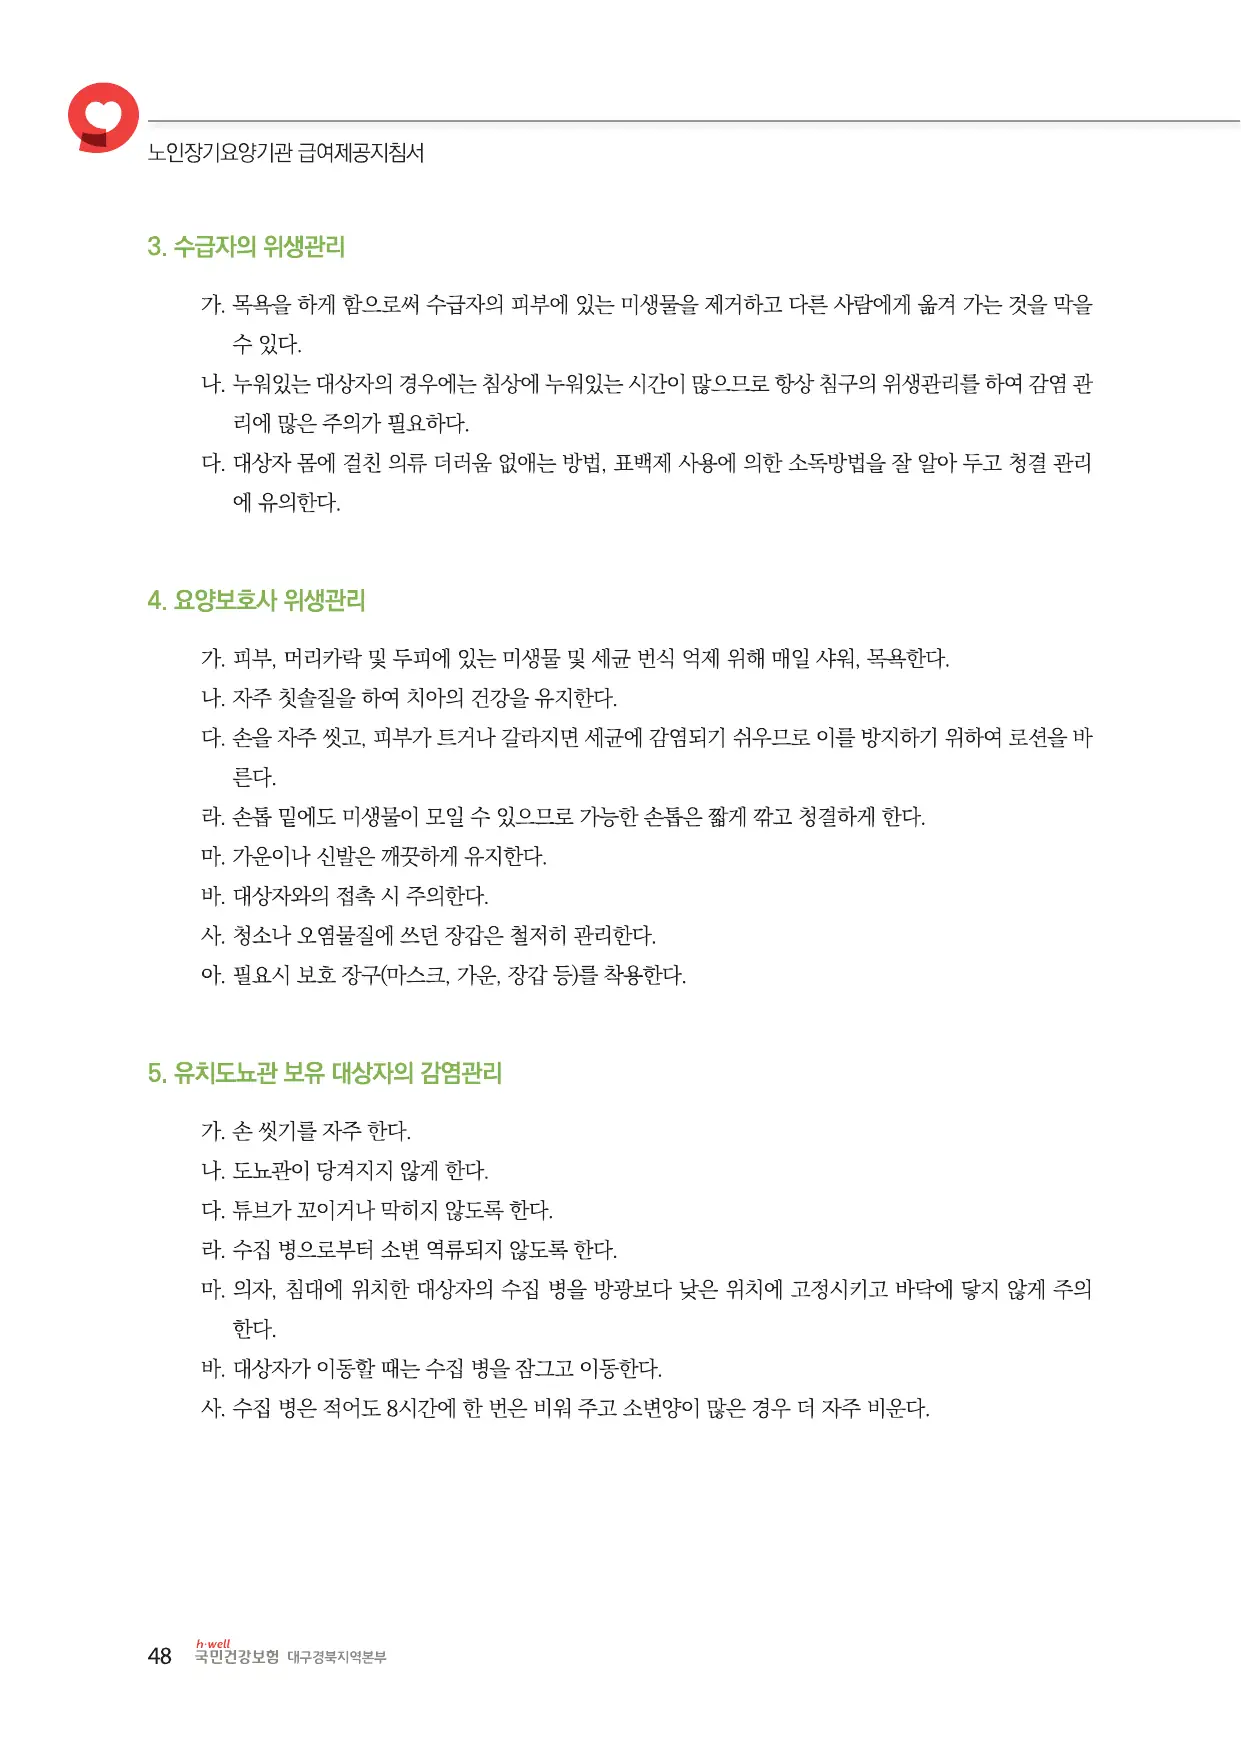 노인장기요양기관 급여제공지침서
3. 수급자의 위생관리
가. 목욕을 하게 함으로써 수급자의 피부에 있는 미생물을 제거하고 다른 사람에게 옮겨 가는 것을 막을
수 있다.
나. 누워있는 대상자의 경우에는 침상에 누워있는 시간이 많으므로 항상 침구의 위생관리를 하여 감염 관
리에 많은 주의가 필요하다.
다. 대상자 몸에 걸친 의류 더러움 없애는 방법, 표백제 사용에 의한 소독방법을 잘 알아 두고 청결 관리
에 유의한다.
4. 요양보호사 위생관리
가. 피부, 머리카락 및 두피에 있는 미생물 및 세균 번식 억제 위해 매일 샤워, 목욕한다.
나. 자주 칫솔질을 하여 치아의 건강을 유지한다.
다. 손을 자주 씻고, 피부가 트거나 갈라지면 세균에 감염되기 쉬우므로 이를 방지하기 위하여 로션을 바
른다.
라. 손톱 밑에도 미생물이 모일 수 있으므로 가능한 손톱은 짧게 깎고 청결하게 한다.
마. 가운이나 신발은 깨끗하게 유지한다.
바. 대상자와의 접촉 시 주의한다.
사. 청소나 오염물질에 쓰던 장갑은 철저히 관리한다.
아. 필요시 보호 장구(마스크, 가운, 장갑 등)를 착용한다.
5. 유치도뇨관 보유 대상자의 감염관리
가. 손 씻기를 자주 한다.
나. 도뇨관이 당겨지지 않게 한다.
다. 튜브가 꼬이거나 막히지 않도록 한다.
라. 수집 병으로부터 소변 역류되지 않도록 한다.
마. 의자, 침대에 위치한 대상자의 수집 병을 방광보다 낮은 위치에 고정시키고 바닥에 닿지 않게 주의
한다.
바. 대상자가 이동할 때는 수집 병을 잠그고 이동한다.
사. 수집 병은 적어도 8시간에 한 번은 비워 주고 소변양이 많은 경우 더 자주 비운다.
h·well
48 국민건강보험 대구경북지역본부